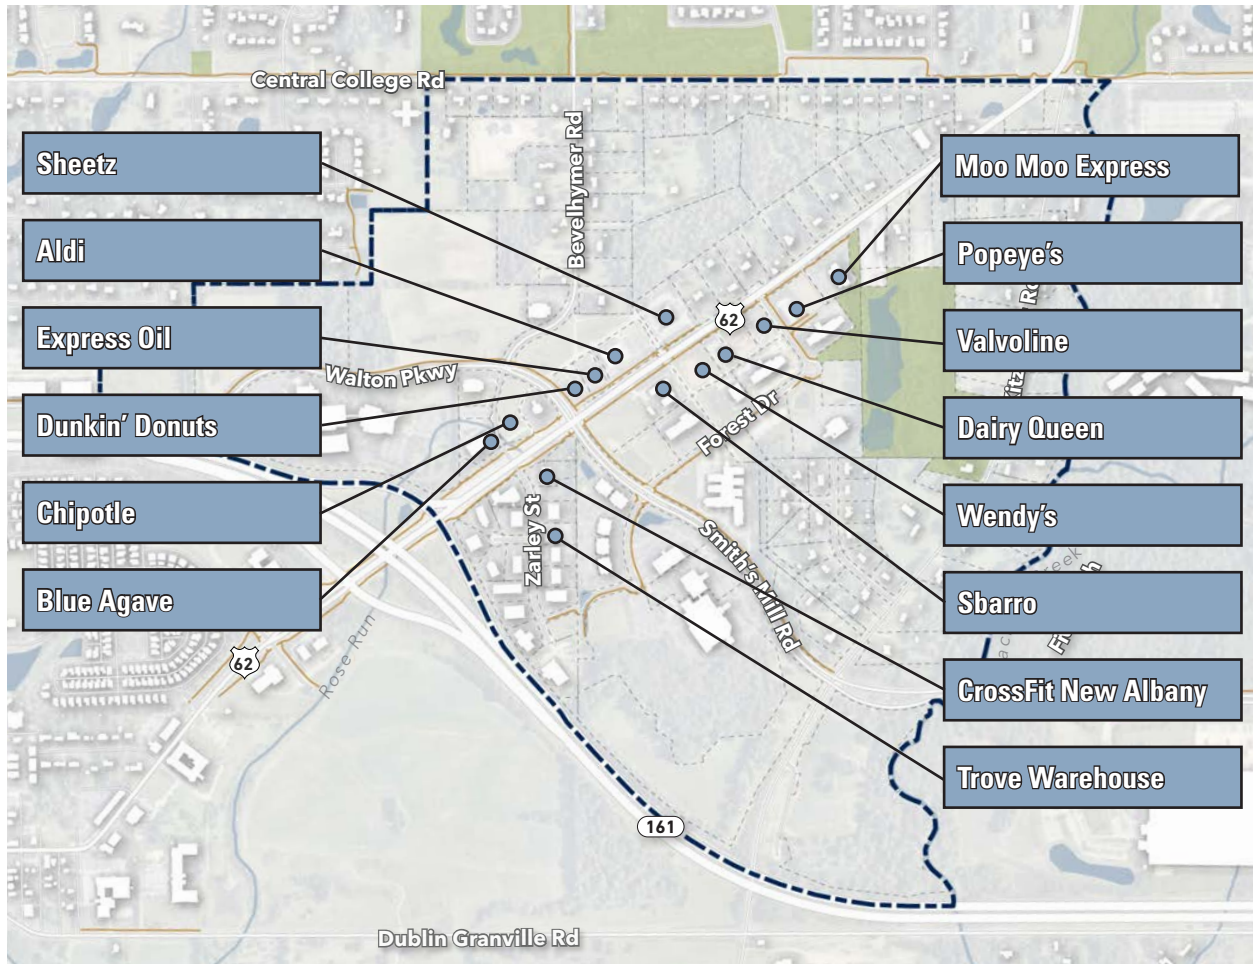 Central College Rd
Bevelhymer Rd
Sheetz
Aldi
Express Oil
Dunkin' Donuts
Chipotle
Blue Agave
Moo Moo Express
Popeye's
Valvoline
Dairy Queen
Wendy's
Sbarro
CrossFit New Albany
Trove Warehouse
62
Walton Pkwy
Forest Dr
Zarley St
Smith's Mill Rd
Rose Run
62
161
Dublin Granville Rd